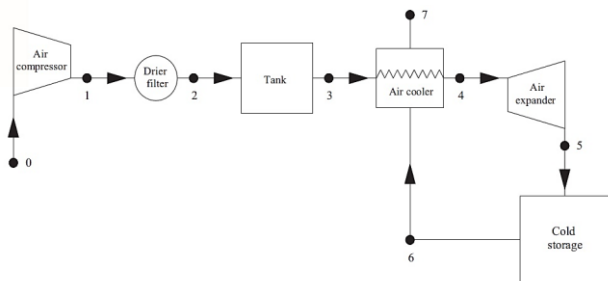 7
Air
compressor
Drier
filter
Tank
Air cooler
Air
expander
1
2
3
4
5
0
Cold
storage
6